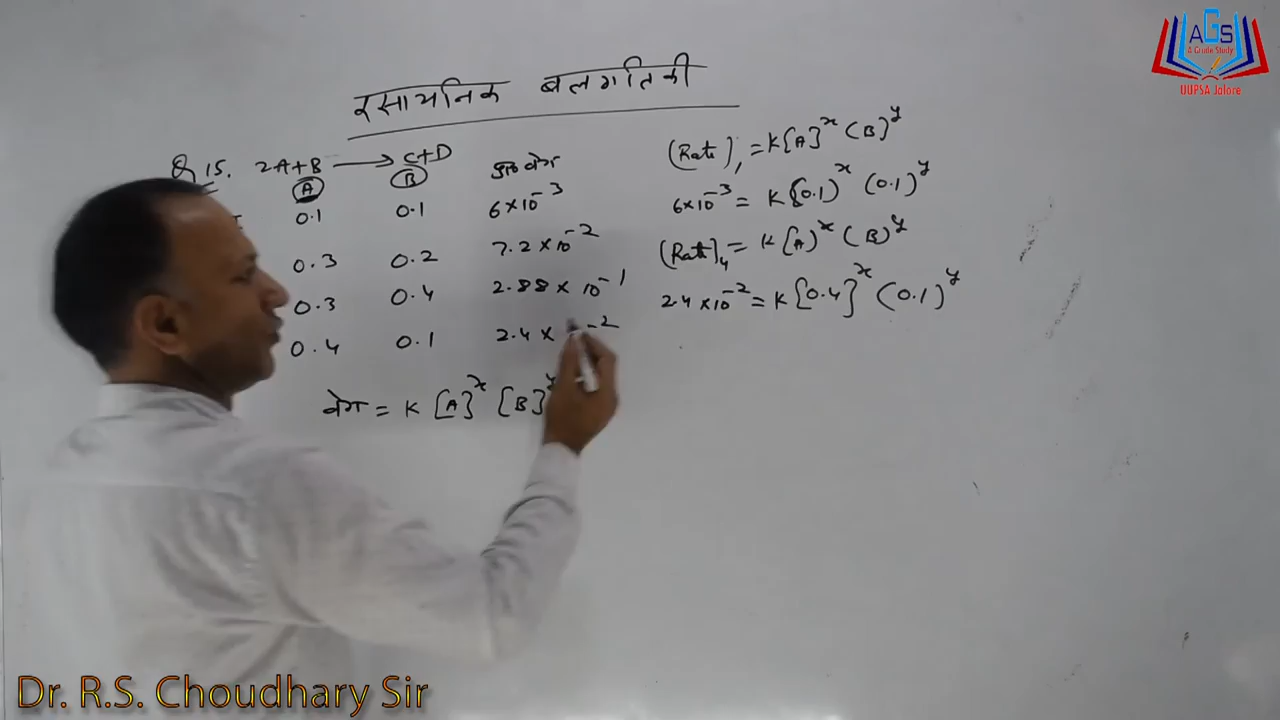 AGS
A Grade Study
UUPSA Jalore
रसायनिक बलगतिकी
Q 15. 2A+B → C+D
A B उ० वेग
0.1 0.1 6×10⁻³
0.3 0.2 7.2×10⁻²
0.3 0.4 2.88×10⁻¹
0.4 0.1 2.4× ⁻²
वेग = K [A]ˣ [B]ʸ
(Rate)₁ = K[A]ˣ (B)ʸ
6×10⁻³ = K[0.1)ˣ (0.1)ʸ
(Rate)₄ = K[A)ˣ (B)ʸ
2.4×10⁻² = K[0.4]ˣ (0.1)ʸ
Dr. R.S. Choudhary Sir